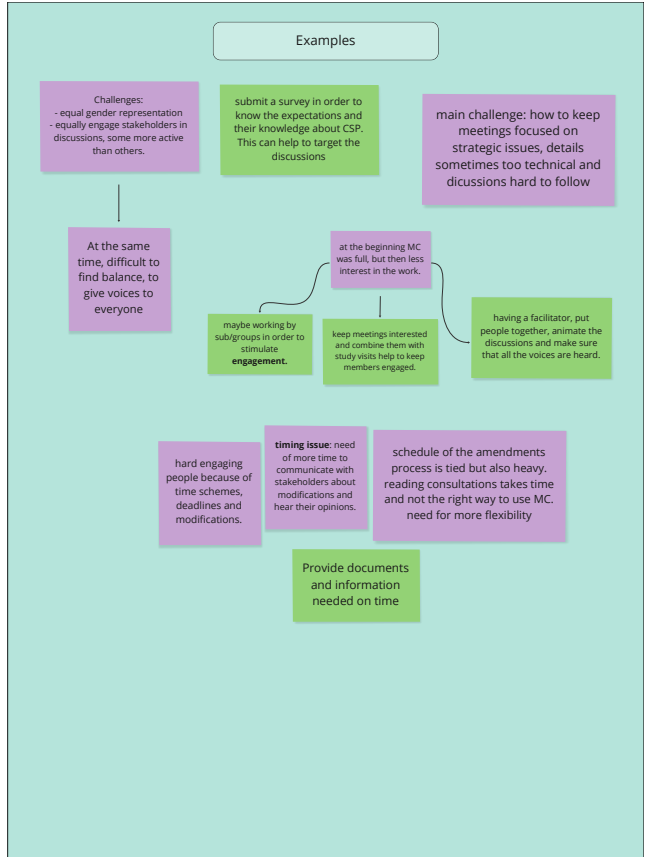 Examples
Challenges:
- equal gender representation
- equally engage stakeholders in
discussions, some more active
than others.
submit a survey in order to
know the expectations and
their knowledge about CSP.
This can help to target the
discussions
main challenge: how to keep
meetings focused on
strategic issues, details
sometimes too technical and
dicussions hard to follow
At the same
time, difficult to
find balance, to
give voices to
everyone
at the beginning MC
was full, but then less
interest in the work.
maybe working by
sub/groups in order to
stimulate
engagement.
keep meetings interested
and combine them with
study visits help to keep
members engaged.
having a facilitator, put
people together, animate the
discussions and make sure
that all the voices are heard.
hard engaging
people because of
time schemes,
deadlines and
modifications.
timing issue: need
of more time to
communicate with
stakeholders about
modifications and
hear their opinions.
schedule of the amendments
process is tied but also heavy.
reading consultations takes time
and not the right way to use MC.
need for more flexibility
Provide documents
and information
needed on time